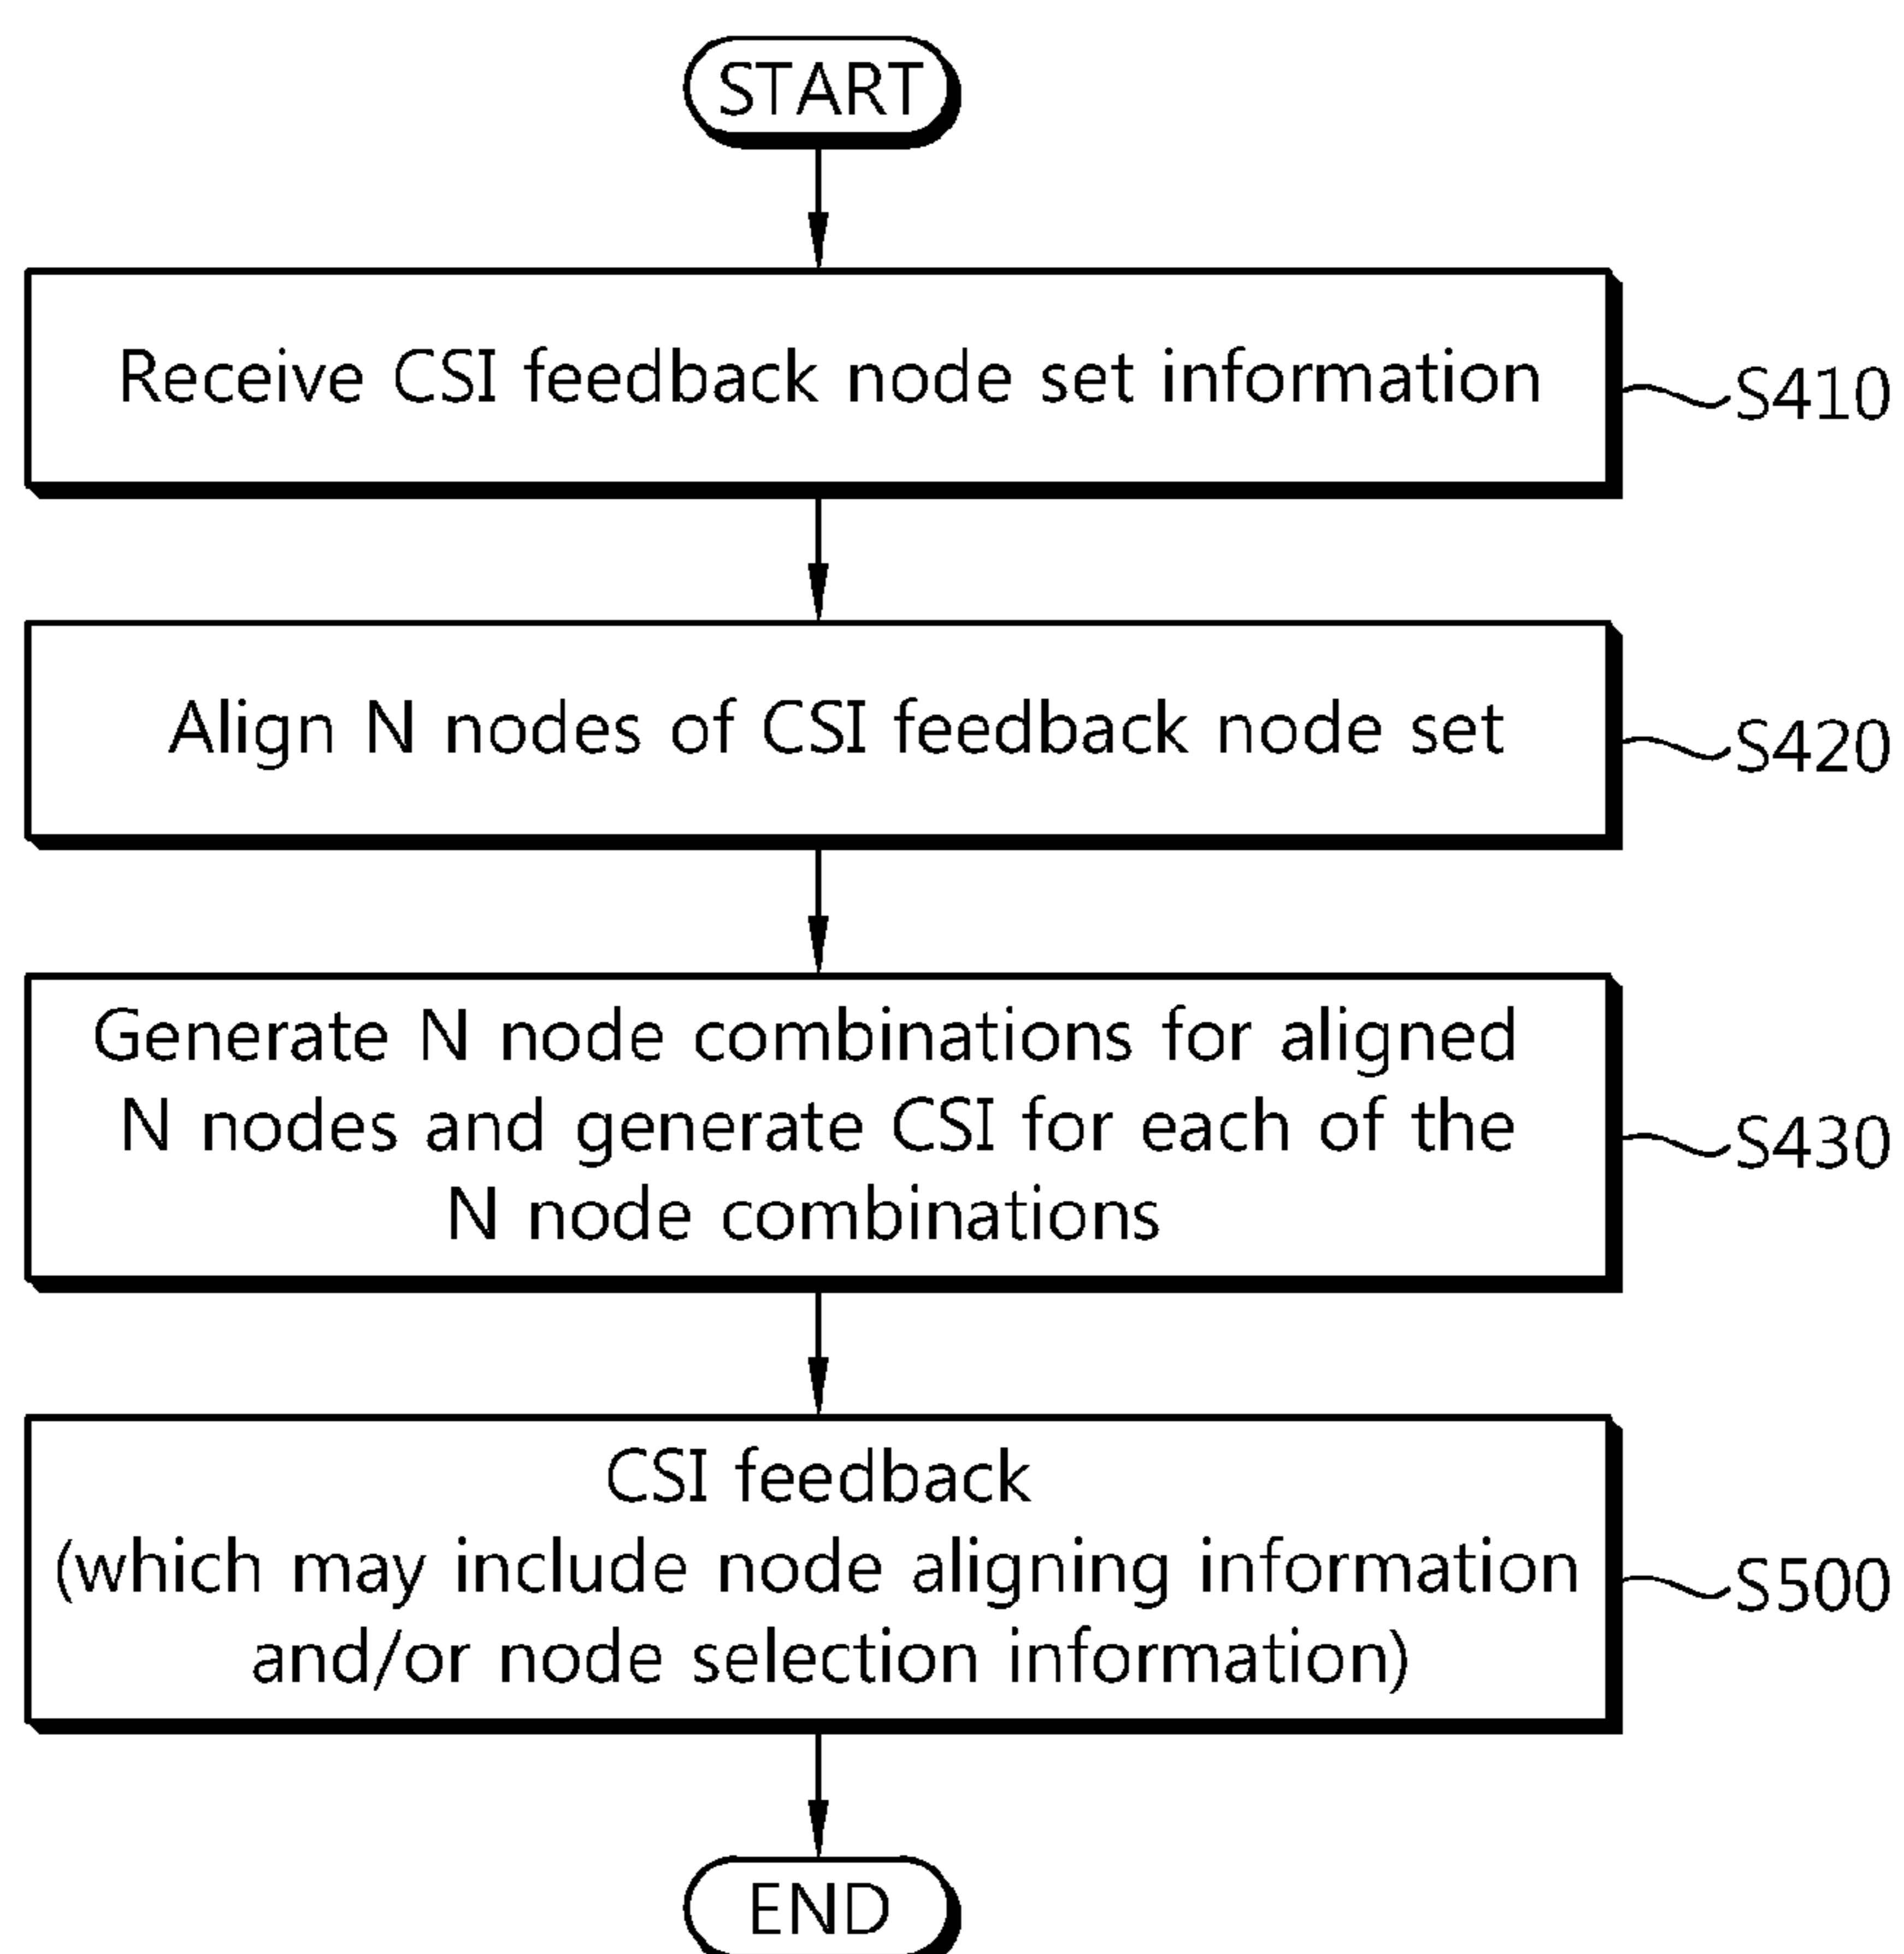 START
Receive CSI feedback node set information
S410
Align N nodes of CSI feedback node set
S420
Generate N node combinations for aligned
N nodes and generate CSI for each of the
N node combinations
S430
CSI feedback
(which may include node aligning information
and/or node selection information)
S500
END